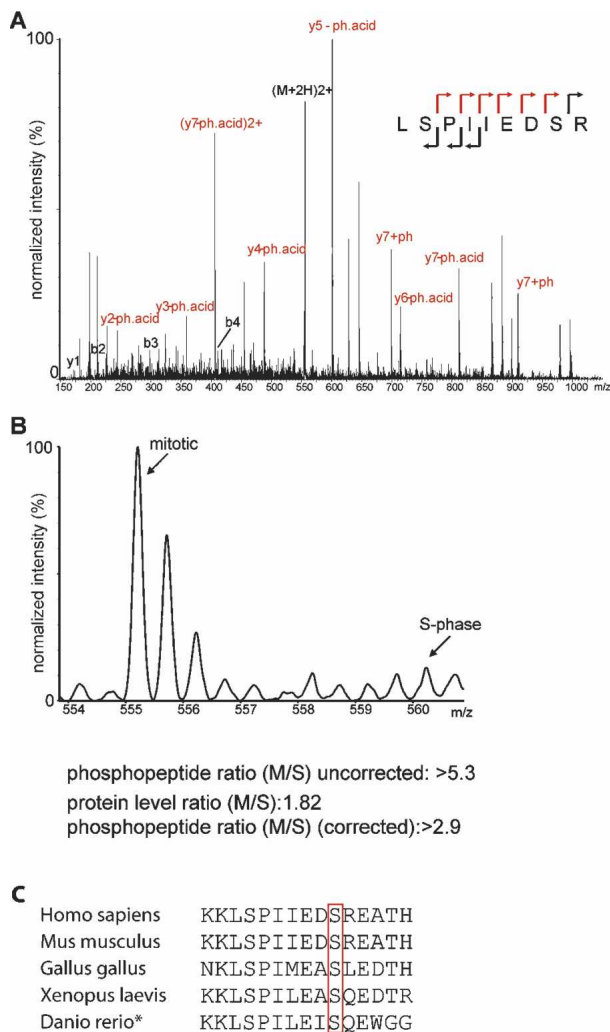 A
100
y5 - ph.acid
(M+2H)2+
(y7-ph.acid)2+
L S P I I E D S R
normalized intensity (%)
y4-ph.acid
y7+ph
y7-ph.acid
y2-ph.acid
y3-ph.acid
y6-ph.acid
y7+ph
b4
y1
b2
b3
0
150 200 250 300 350 400 450 500 550 600 650 700 750 800 850 900 950 1000 m/z
B
100
mitotic
normalized intensity (%)
S-phase
0
554 555 556 557 558 559 560 m/z
phosphopeptide ratio (M/S) uncorrected: >5.3
protein level ratio (M/S):1.82
phosphopeptide ratio (M/S) (corrected):>2.9
C
Homo sapiens KKLSPIIEDSREATH
Mus musculus KKLSPIIEDSREATH
Gallus gallus NKLSPIMEASLEDTH
Xenopus laevis KKLSPILEASQEDTR
Danio rerio* KKLSPILEISQEWGG